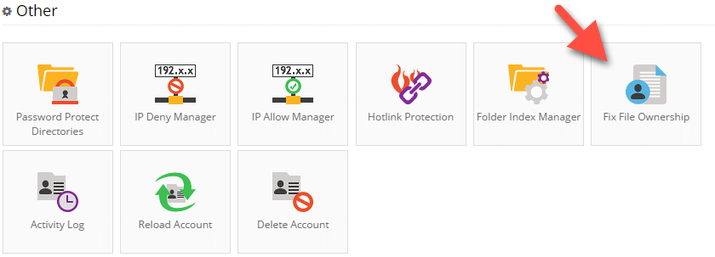 Other
192.x.x
192.x.x
Password Protect
Directories
IP Deny Manager
IP Allow Manager
Hotlink Protection
Folder Index Manager
Fix File Ownership
Activity Log
Reload Account
Delete Account